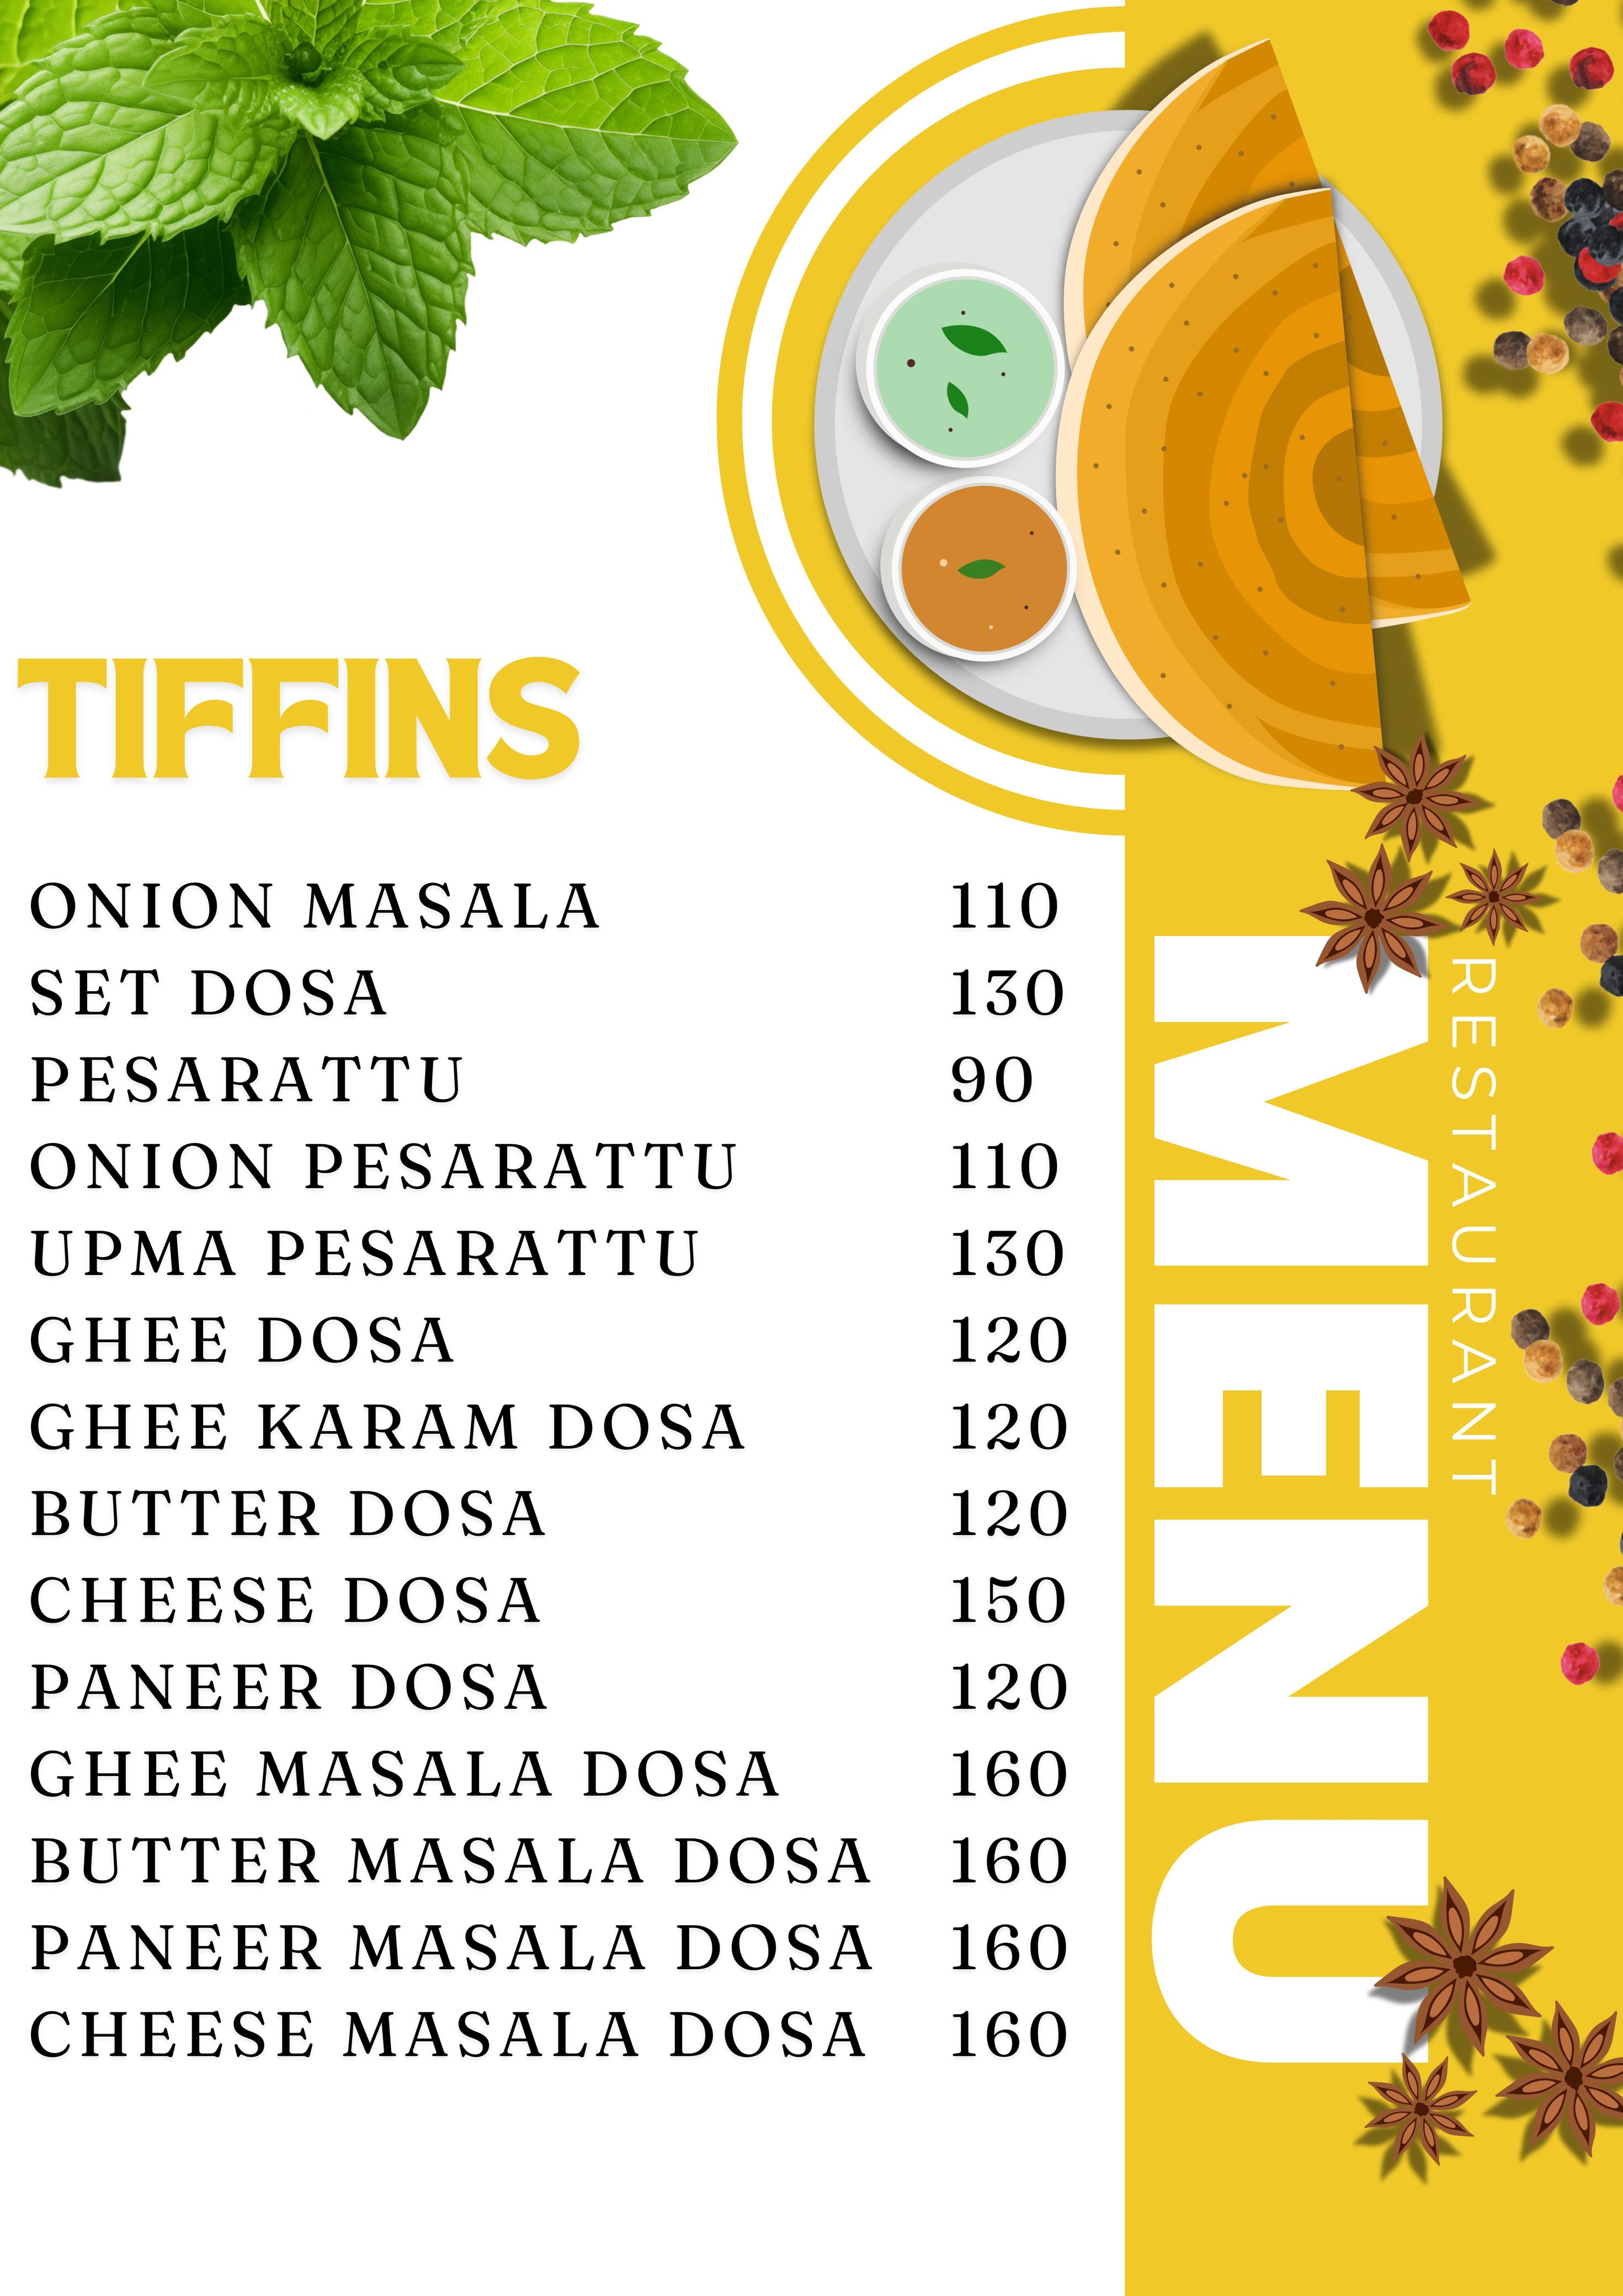 TIFFINS
ONION MASALA 110
SET DOSA 130
PESARATTU 90
ONION PESARATTU 110
UPMA PESARATTU 130
GHEE DOSA 120
GHEE KARAM DOSA 120
BUTTER DOSA 120
CHEESE DOSA 150
PANEER DOSA 120
GHEE MASALA DOSA 160
BUTTER MASALA DOSA 160
PANEER MASALA DOSA 160
CHEESE MASALA DOSA 160
RESTAURANT
MENU